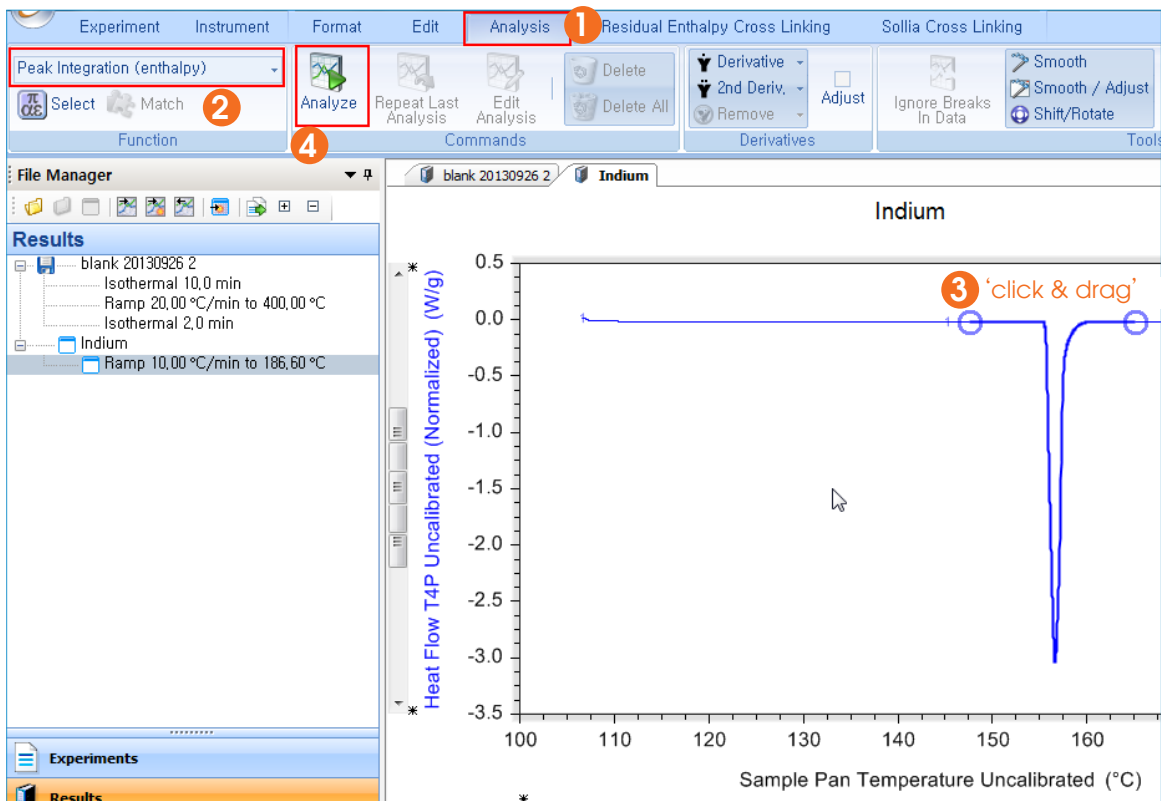 Experiment Instrument Format Edit Analysis 1 Residual Enthalpy Cross Linking Sollia Cross Linking
Peak Integration (enthalpy)
πα€ Select Match 2
Function
Analyze
4
Repeat Last Analysis
Edit Analysis
Delete
Delete All
Commands
Derivative
2nd Deriv.
Remove
Adjust
Derivatives
Ignore Breaks In Data
Smooth
Smooth / Adjust
Shift/Rotate
Tools
File Manager
Results
blank 20130926 2
Isothermal 10,0 min
Ramp 20,00 °C/min to 400,00 °C
Isothermal 2,0 min
Indium
Ramp 10,00 °C/min to 186,60 °C
Experiments
Results
blank 20130926 2 Indium
Indium
3 ‘click & drag’
Heat Flow T4P Uncalibrated (Normalized) (W/g)
0.5
0.0
-0.5
-1.0
-1.5
-2.0
-2.5
-3.0
-3.5
100 110 120 130 140 150 160
Sample Pan Temperature Uncalibrated (°C)